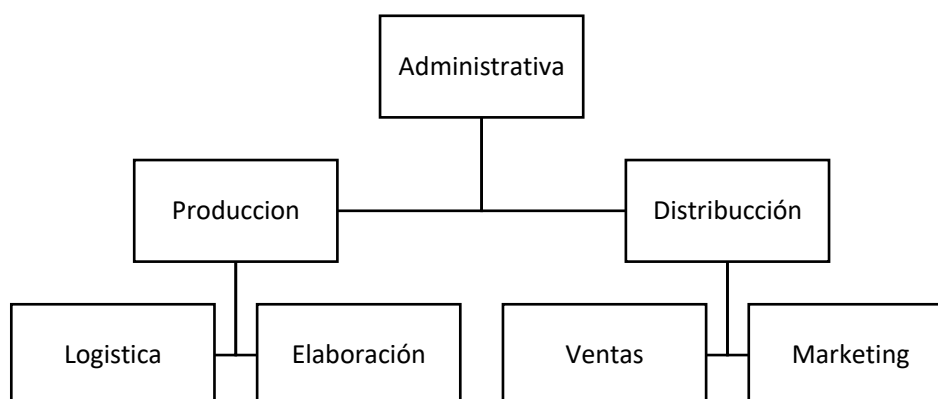 Administrativa
Produccion
Distribucción
Logistica
Elaboración
Ventas
Marketing